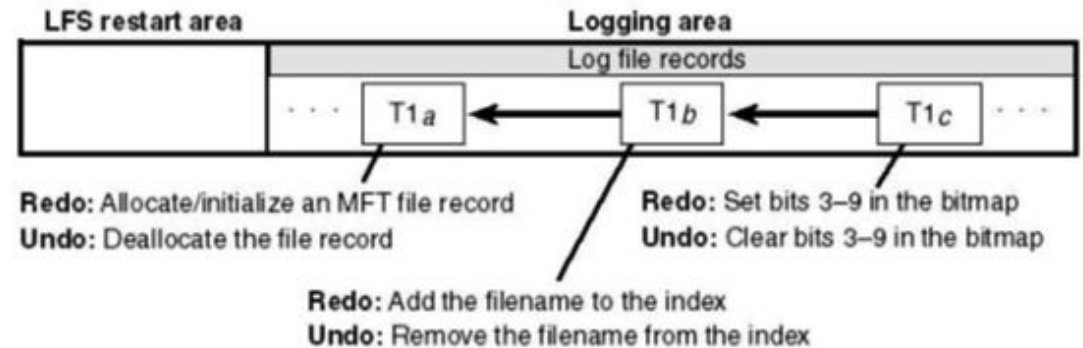 LFS restart area
Logging area
Log file records
. . . T1a T1b T1c . . .
Redo: Allocate/initialize an MFT file record
Undo: Deallocate the file record
Redo: Set bits 3–9 in the bitmap
Undo: Clear bits 3–9 in the bitmap
Redo: Add the filename to the index
Undo: Remove the filename from the index